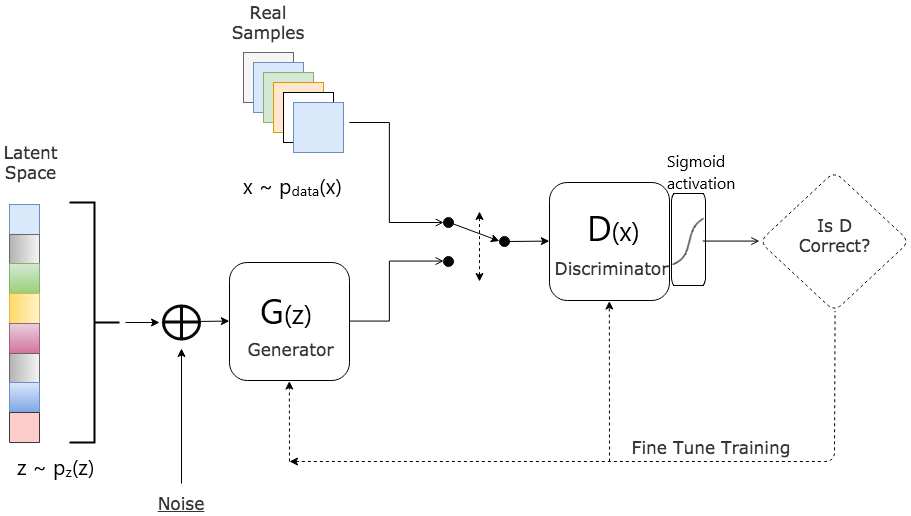 Real
Samples
x ~ pdata(x)
Latent
Space
z ~ pz(z)
Noise
G(z)
Generator
D(x)
Discriminator
Sigmoid
activation
Is D
Correct?
Fine Tune Training